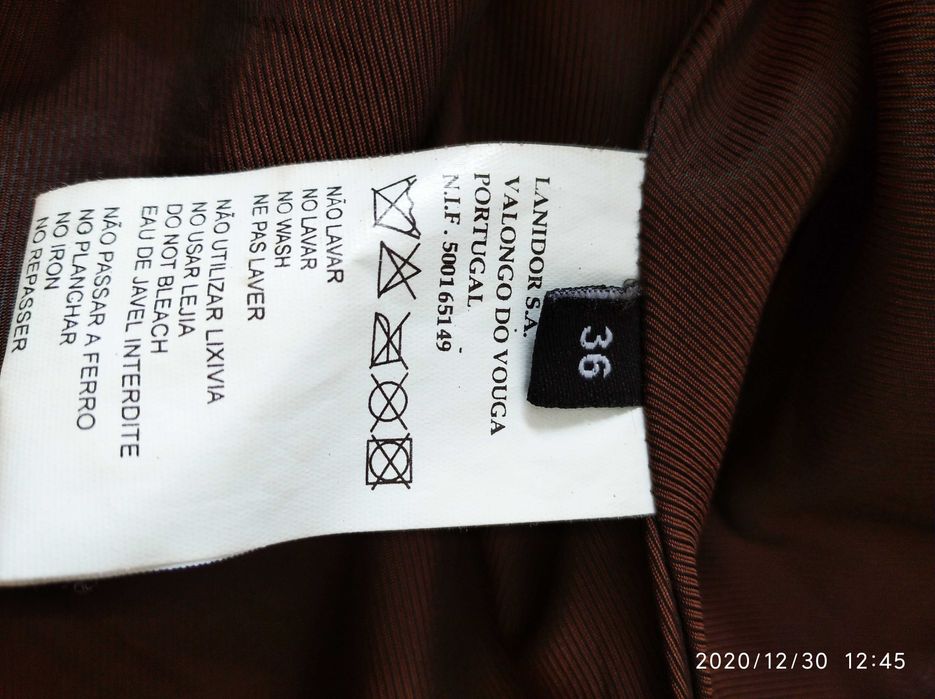 36
LANIDOR S.A.
VALONGO DO VOUGA
PORTUGAL
N.I.F. 500165149
NÃO LAVAR
NO LAVAR
NO WASH
NE PAS LAVER
NÃO UTILIZAR LIXIVIA
NO USAR LEJIA
DO NOT BLEACH
EAU DE JAVEL INTERDITE
NÃO PASSAR A FERRO
NO PLANCHAR
NO IRON
NO REPASSER
2020/12/30 12:45